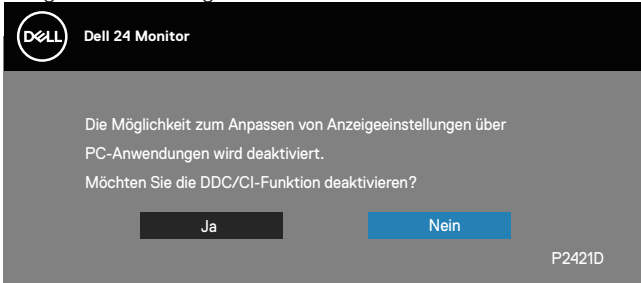 DELL
Dell 24 Monitor
Die Möglichkeit zum Anpassen von Anzeigeeinstellungen über
PC-Anwendungen wird deaktiviert.
Möchten Sie die DDC/CI-Funktion deaktivieren?
Ja
Nein
P2421D